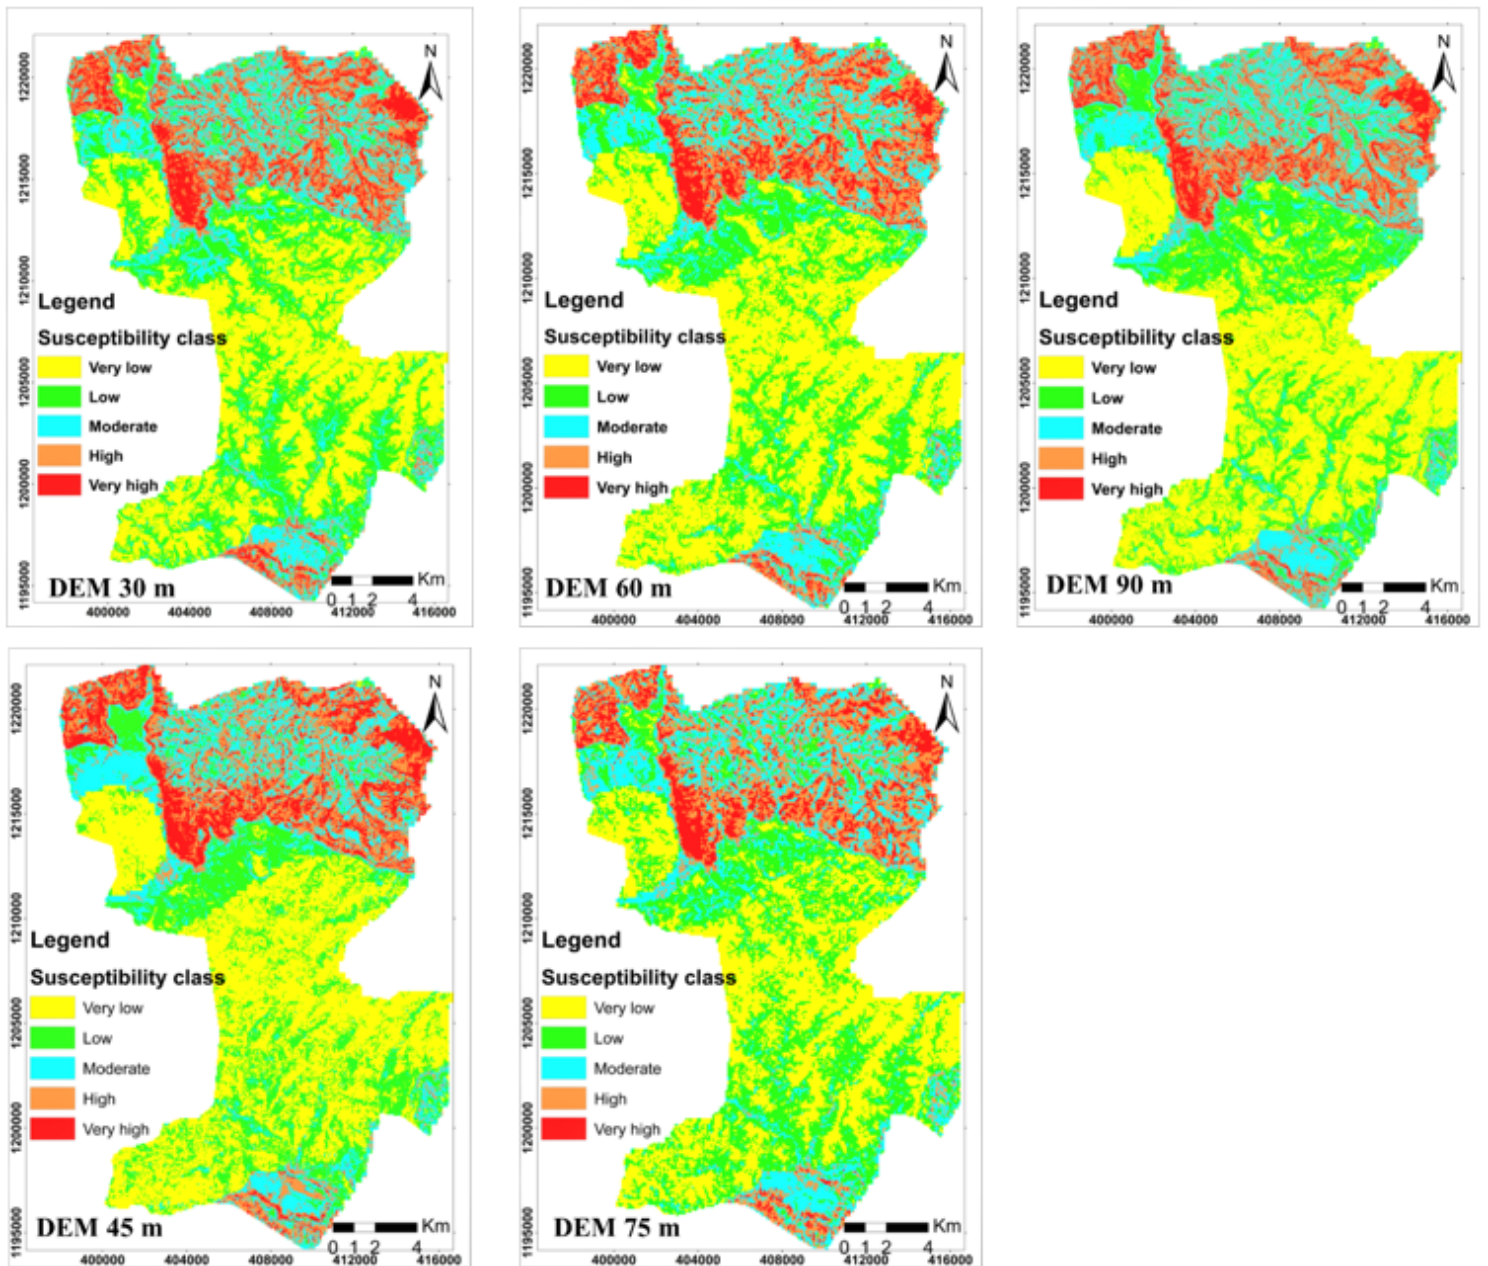 N
1220000
1215000
1210000
1205000
1200000
1195000
Legend
Susceptibility class
Very low
Low
Moderate
High
Very high
DEM 30 m
Km
0 1 2 4
400000 404000 408000 412000 416000
N
1220000
1215000
1210000
1205000
1200000
1195000
Legend
Susceptibility class
Very low
Low
Moderate
High
Very high
DEM 60 m
Km
0 1 2 4
400000 404000 408000 412000 416000
N
1220000
1215000
1210000
1205000
1200000
1195000
Legend
Susceptibility class
Very low
Low
Moderate
High
Very high
DEM 90 m
Km
0 1 2 4
400000 404000 408000 412000 416000
N
1220000
1215000
1210000
1205000
1200000
1195000
Legend
Susceptibility class
Very low
Low
Moderate
High
Very high
DEM 45 m
Km
0 1 2 4
400000 404000 408000 412000 416000
N
1220000
1215000
1210000
1205000
1200000
1195000
Legend
Susceptibility class
Very low
Low
Moderate
High
Very high
DEM 75 m
Km
0 1 2 4
400000 404000 408000 412000 416000